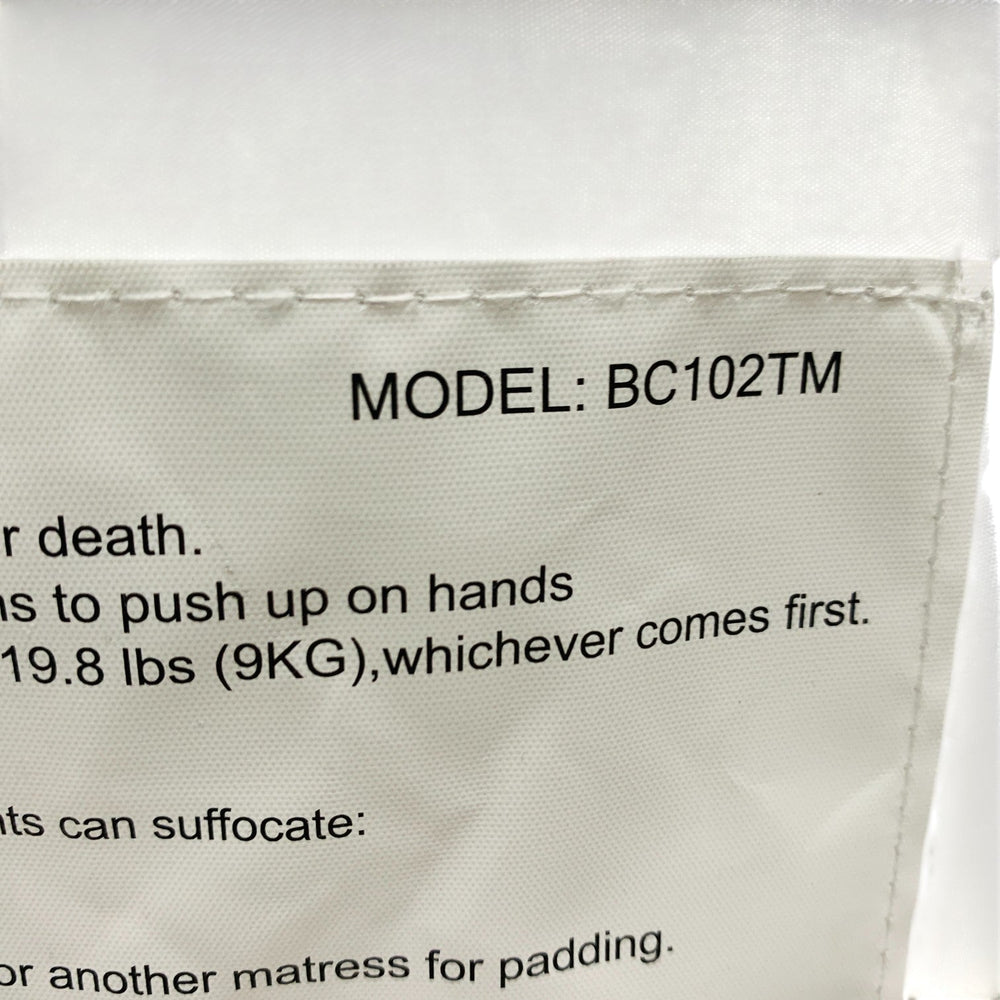 MODEL: BC102TM
r death.
ns to push up on hands
19.8 lbs (9KG),whichever comes first.
nts can suffocate:
or another matress for padding.